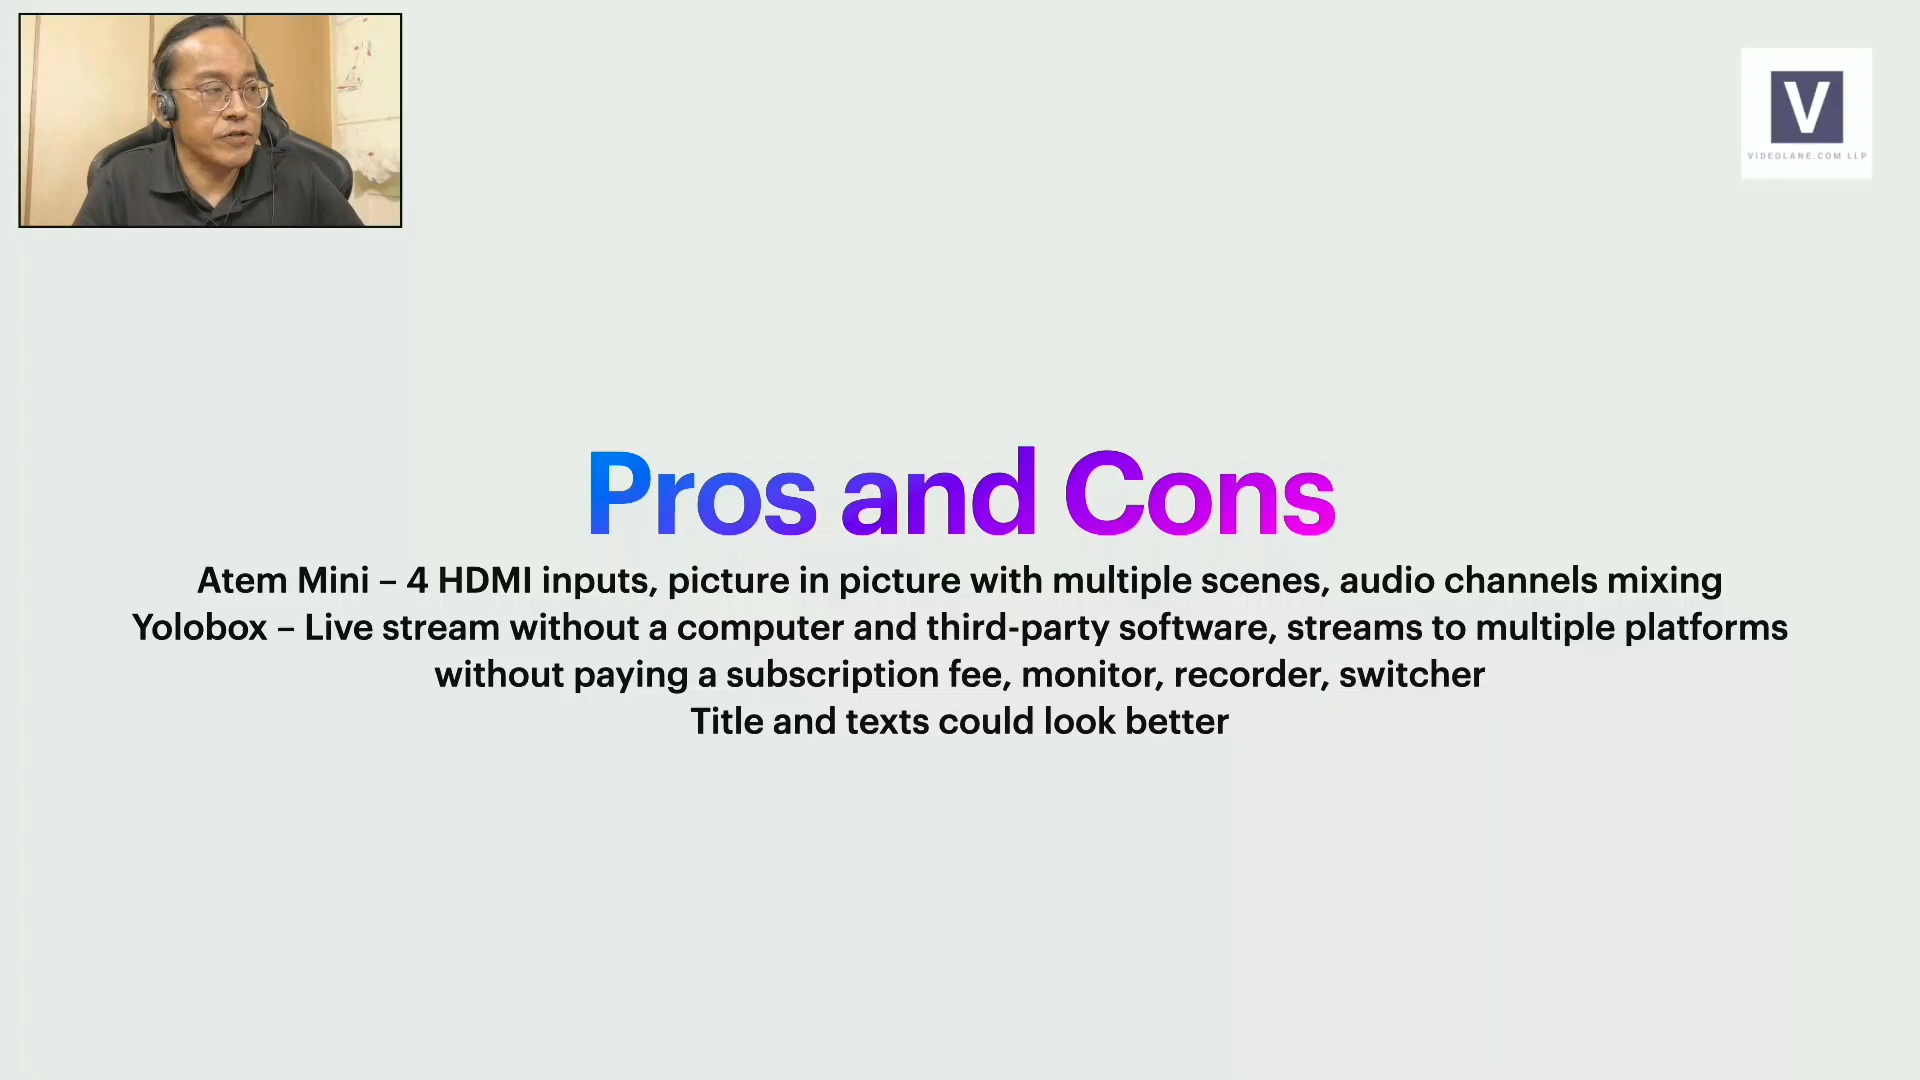 V
VIDEOLANE.COM LLP
Pros and Cons
Atem Mini – 4 HDMI inputs, picture in picture with multiple scenes, audio channels mixing
Yolobox – Live stream without a computer and third-party software, streams to multiple platforms
without paying a subscription fee, monitor, recorder, switcher
Title and texts could look better